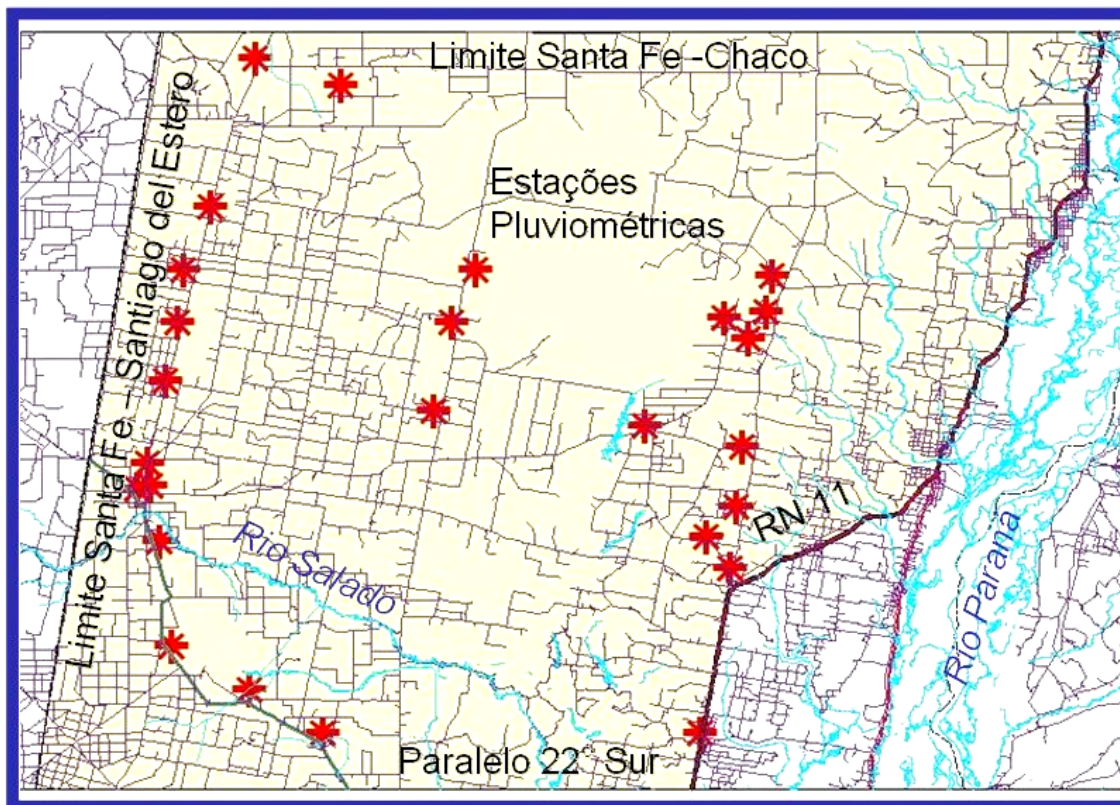 Limite Santa Fe -Chaco
Limite Santa Fe - Santiago del Estero
Estações
Pluviométricas
RN 11
Rio Salado
Rio Parana
Paralelo 22° Sur